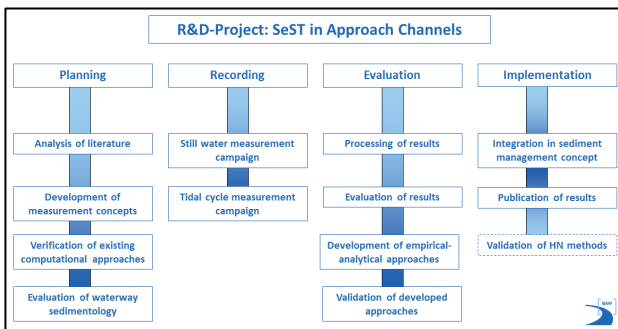 R&D-Project: SeST in Approach Channels
Planning
Analysis of literature
Development of
measurement concepts
Verification of existing
computational approaches
Evaluation of waterway
sedimentology
Recording
Still water measurement
campaign
Tidal cycle measurement
campaign
Evaluation
Processing of results
Evaluation of results
Development of empirical-
analytical approaches
Validation of developed
approaches
Implementation
Integration in sediment
management concept
Publication of results
Validation of HN methods
BAW